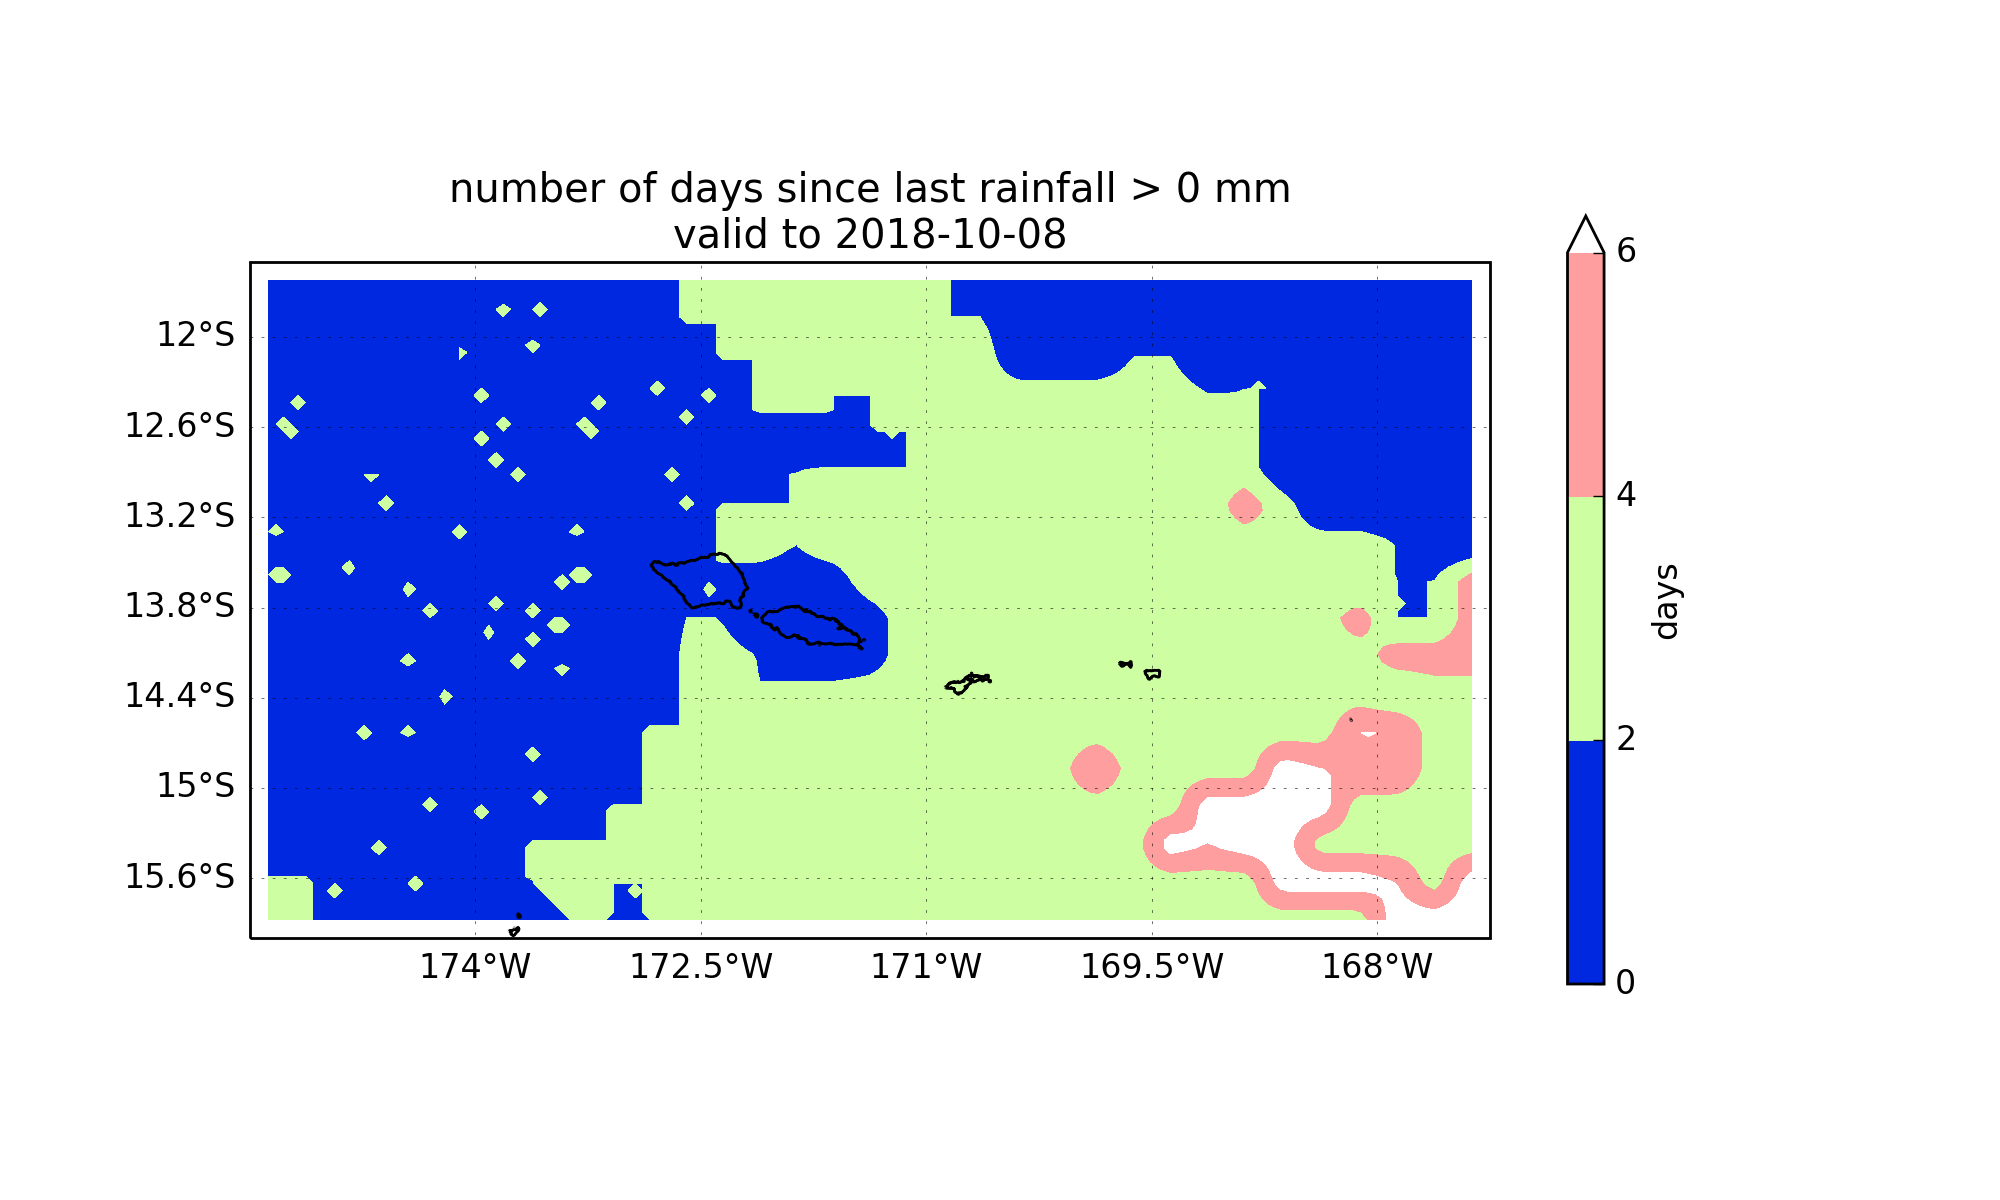 number of days since last rainfall > 0 mm
valid to 2018-10-08
12°S
12.6°S
13.2°S
13.8°S
14.4°S
15°S
15.6°S
174°W 172.5°W 171°W 169.5°W 168°W
6
4
2
0
days